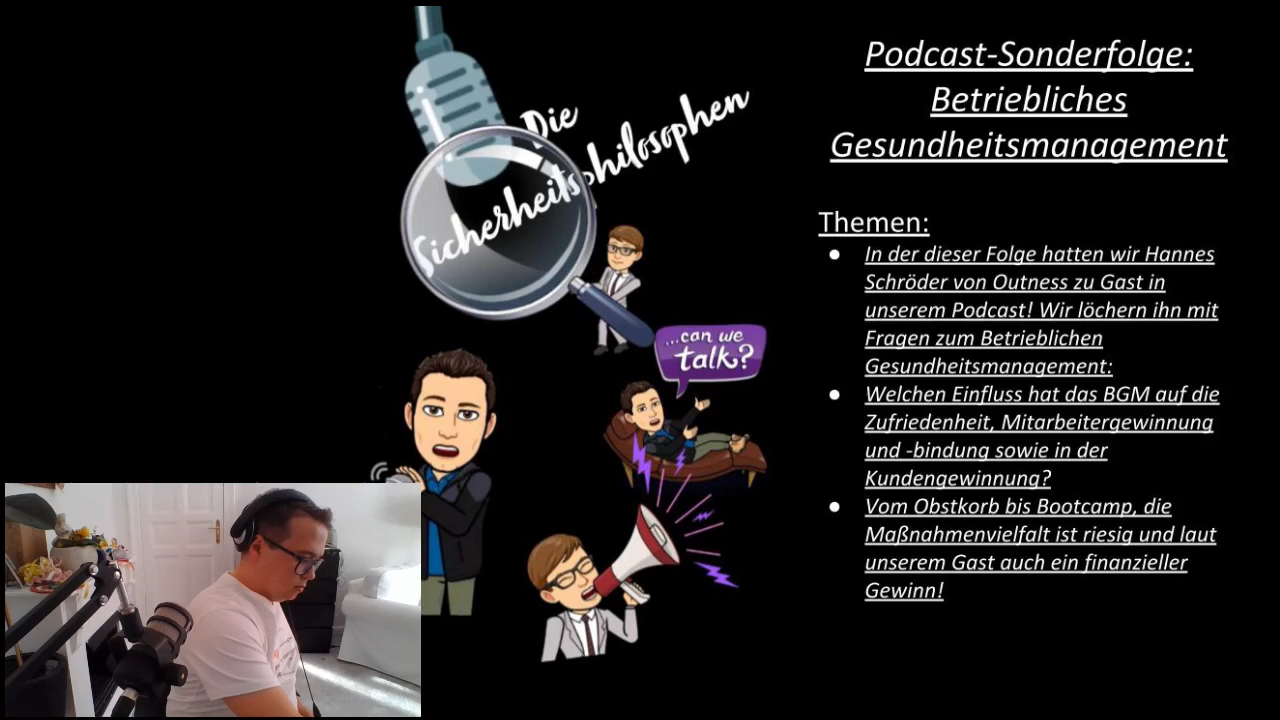 Die
Sicherheitsphilosophen
...can we
talk?
Podcast-Sonderfolge:
Betriebliches
Gesundheitsmanagement
Themen:
● In der dieser Folge hatten wir Hannes
Schröder von Outness zu Gast in
unserem Podcast! Wir löchern ihn mit
Fragen zum Betrieblichen
Gesundheitsmanagement:
● Welchen Einfluss hat das BGM auf die
Zufriedenheit, Mitarbeitergewinnung
und -bindung sowie in der
Kundengewinnung?
● Vom Obstkorb bis Bootcamp, die
Maßnahmenvielfalt ist riesig und laut
unserem Gast auch ein finanzieller
Gewinn!